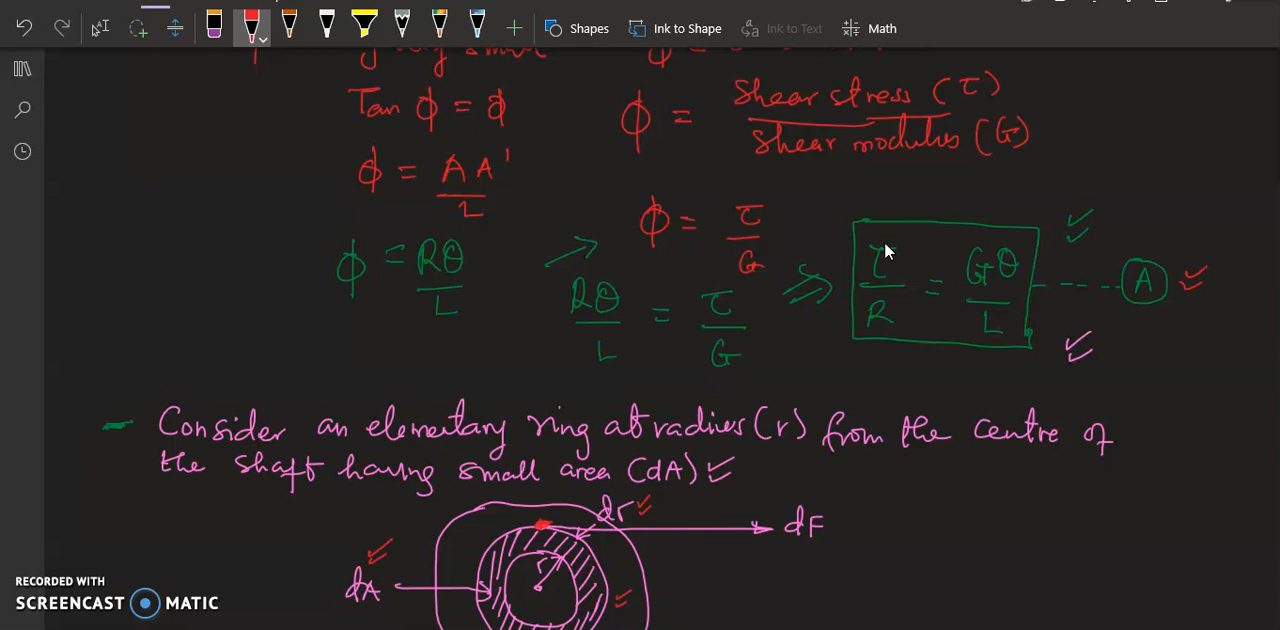 Shapes Ink to Shape Ink to Text Math
Tan ϕ = ϕ
ϕ = AA' / L
ϕ = Shear stress (τ) / Shear modulus (G)
ϕ = τ / G
ϕ = Rθ / L
Rθ / L = τ / G ⇒ τ / R = Gθ / L - - - - A
- Consider an elementary ring at radius (r) from the centre of
the shaft having small area (dA)
dr
dF
r
dA
RECORDED WITH
SCREENCAST MATIC